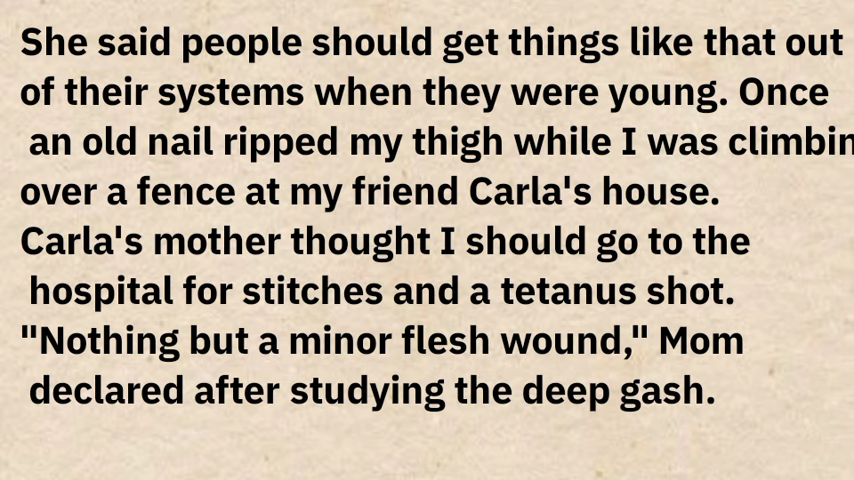 She said people should get things like that out
of their systems when they were young. Once
an old nail ripped my thigh while I was climbin
over a fence at my friend Carla's house.
Carla's mother thought I should go to the
hospital for stitches and a tetanus shot.
"Nothing but a minor flesh wound," Mom
declared after studying the deep gash.